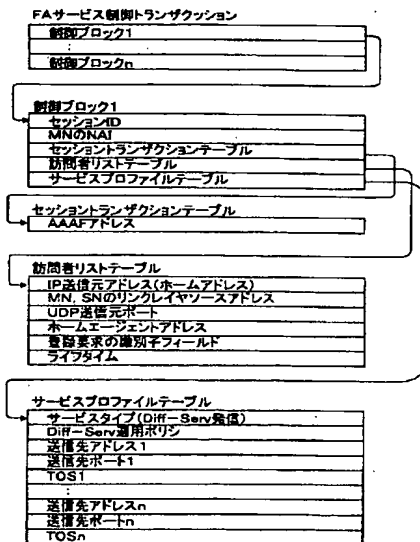 FAサービス制御トランザクッション
制御ブロック1
:
制御ブロックn
制御ブロック1
セッションID
MNのNAI
セッショントランザクションテーブル
訪問者リストテーブル
サービスプロファイルテーブル
セッショントランザクションテーブル
AAAFアドレス
訪問者リストテーブル
IP送信元アドレス(ホームアドレス)
MN, SNのリンクレイヤソースアドレス
UDP送信元ポート
ホームエージェントアドレス
登録要求の識別子フィールド
ライフタイム
サービスプロファイルテーブル
サービスタイプ(Diff-Serv発信)
Diff-Serv適用ポリシ
送信先アドレス1
送信先ポート1
TOS1
:
送信先アドレスn
送信先ポートn
TOSn